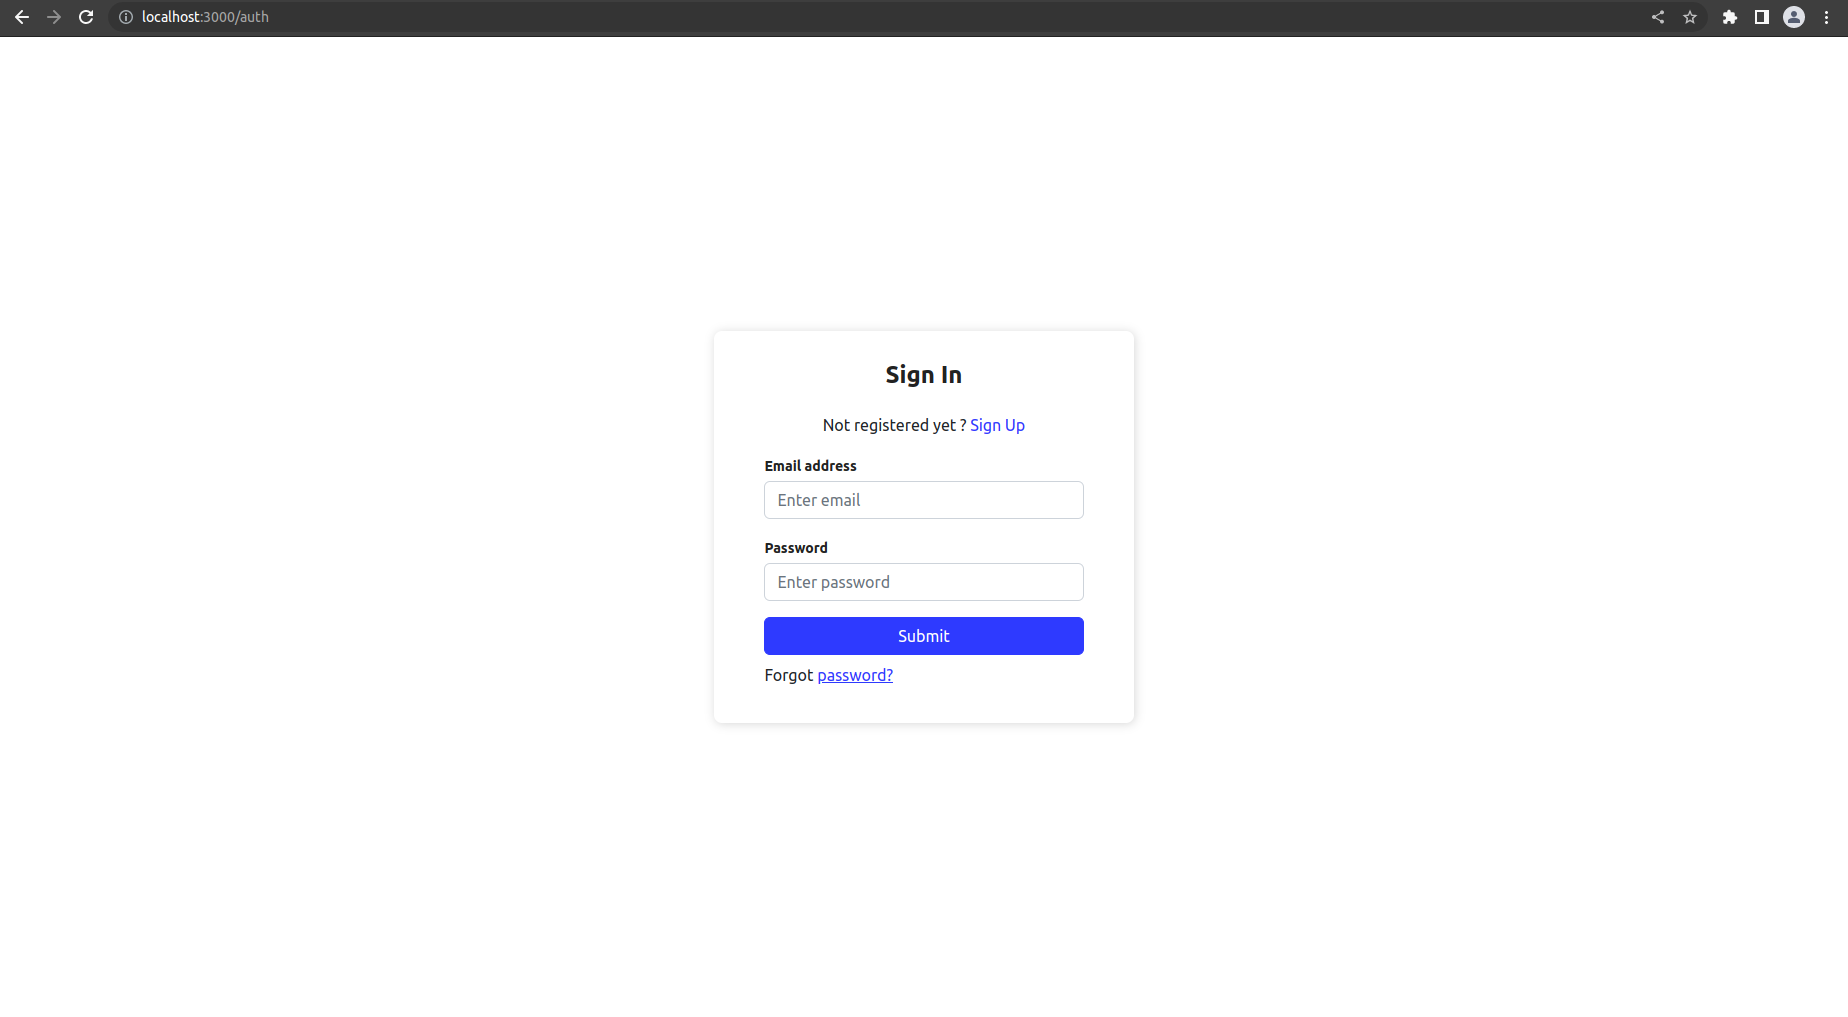 localhost:3000/auth
Sign In
Not registered yet ? Sign Up
Email address
Enter email
Password
Enter password
Submit
Forgot password?